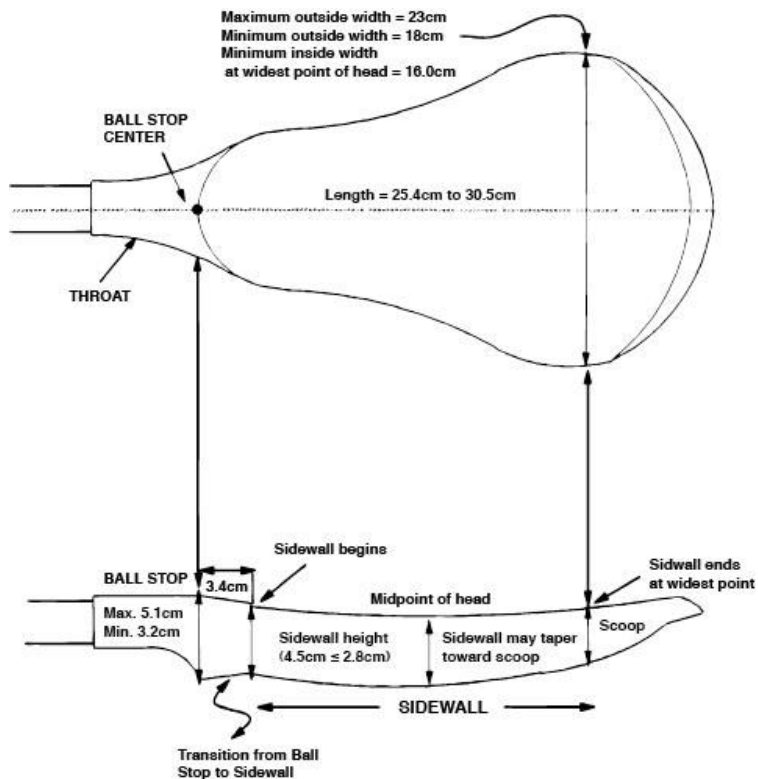 Maximum outside width = 23cm
Minimum outside width = 18cm
Minimum inside width
at widest point of head = 16.0cm
BALL STOP
CENTER
Length = 25.4cm to 30.5cm
THROAT
Sidewall begins
BALL STOP
3.4cm
Sidwall ends
at widest point
Midpoint of head
Max. 5.1cm
Min. 3.2cm
Sidewall height
(4.5cm ≤ 2.8cm)
Sidewall may taper
toward scoop
Scoop
SIDEWALL
Transition from Ball
Stop to Sidewall